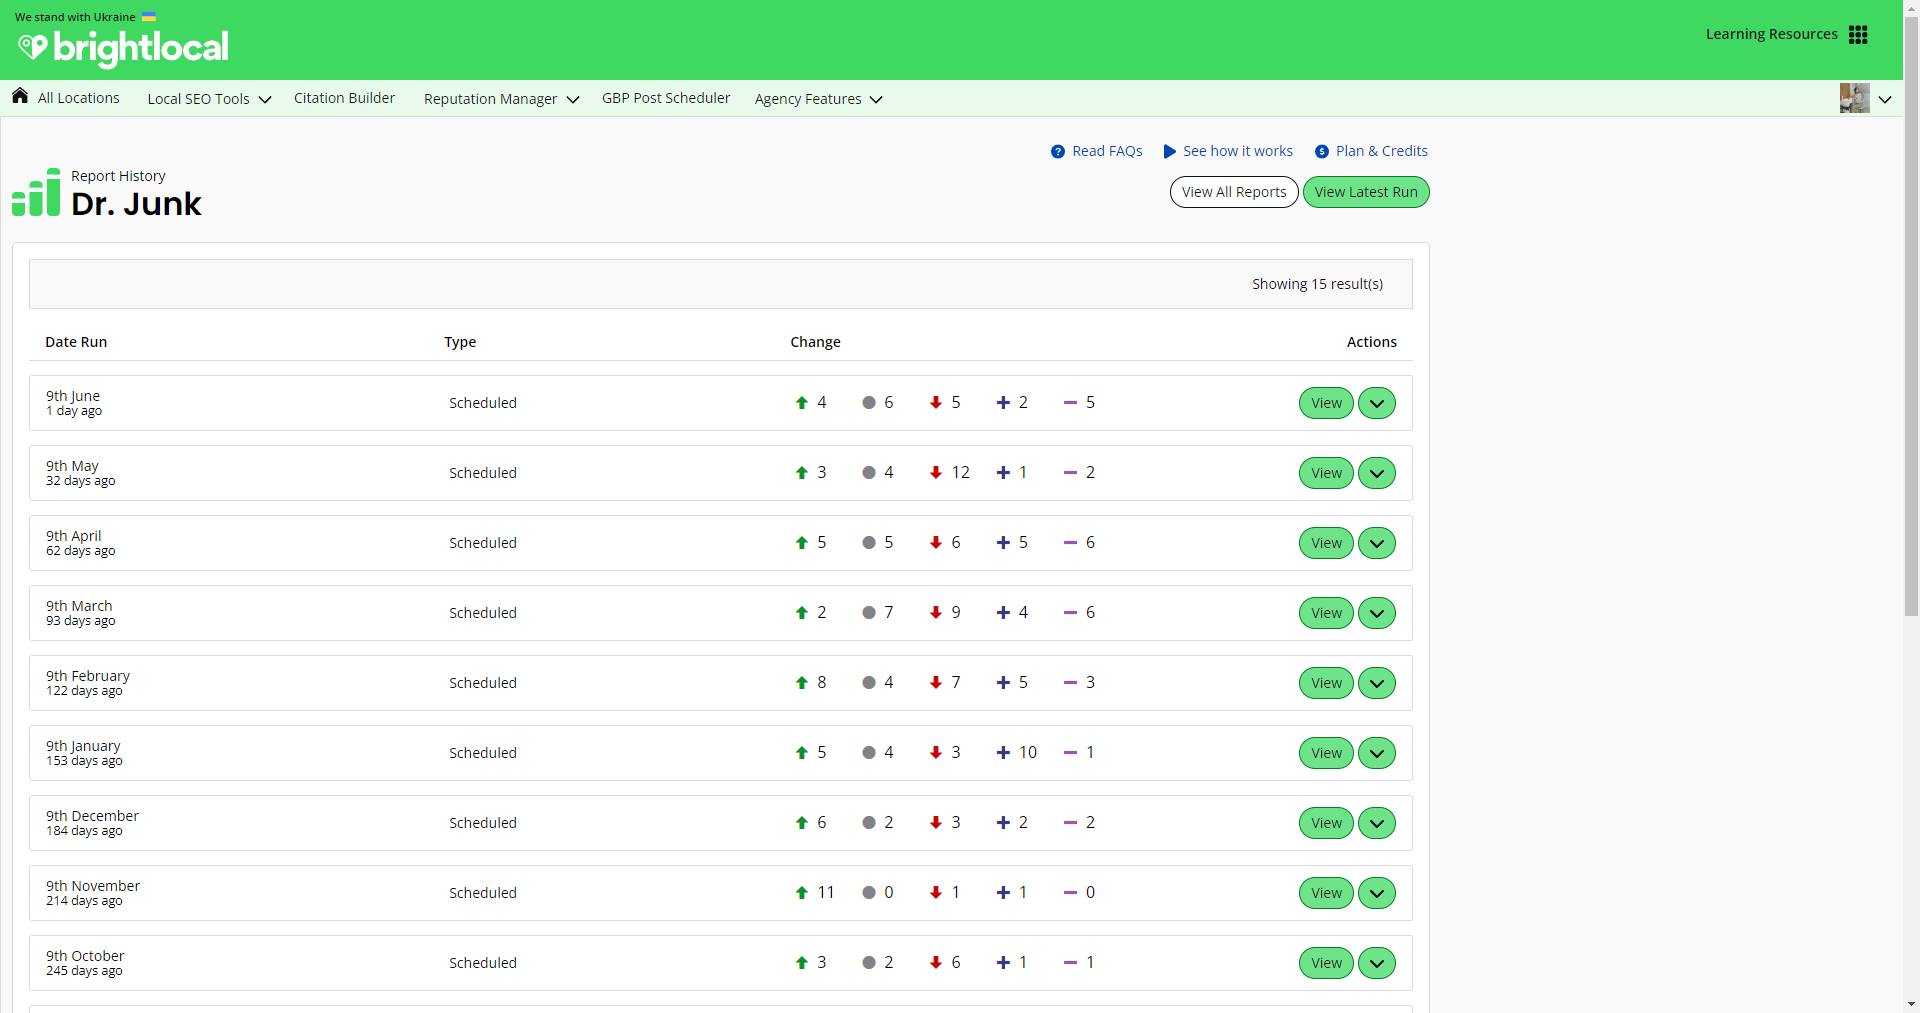 We stand with Ukraine
brightlocal
Learning Resources
All Locations Local SEO Tools Citation Builder Reputation Manager GBP Post Scheduler Agency Features
Read FAQs See how it works Plan & Credits
Report History
Dr. Junk
View All Reports View Latest Run
Showing 15 result(s)
Date Run Type Change Actions
9th June
1 day ago
Scheduled 4 6 5 2 5 View
9th May
32 days ago
Scheduled 3 4 12 1 2 View
9th April
62 days ago
Scheduled 5 5 6 5 6 View
9th March
93 days ago
Scheduled 2 7 9 4 6 View
9th February
122 days ago
Scheduled 8 4 7 5 3 View
9th January
153 days ago
Scheduled 5 4 3 10 1 View
9th December
184 days ago
Scheduled 6 2 3 2 2 View
9th November
214 days ago
Scheduled 11 0 1 1 0 View
9th October
245 days ago
Scheduled 3 2 6 1 1 View